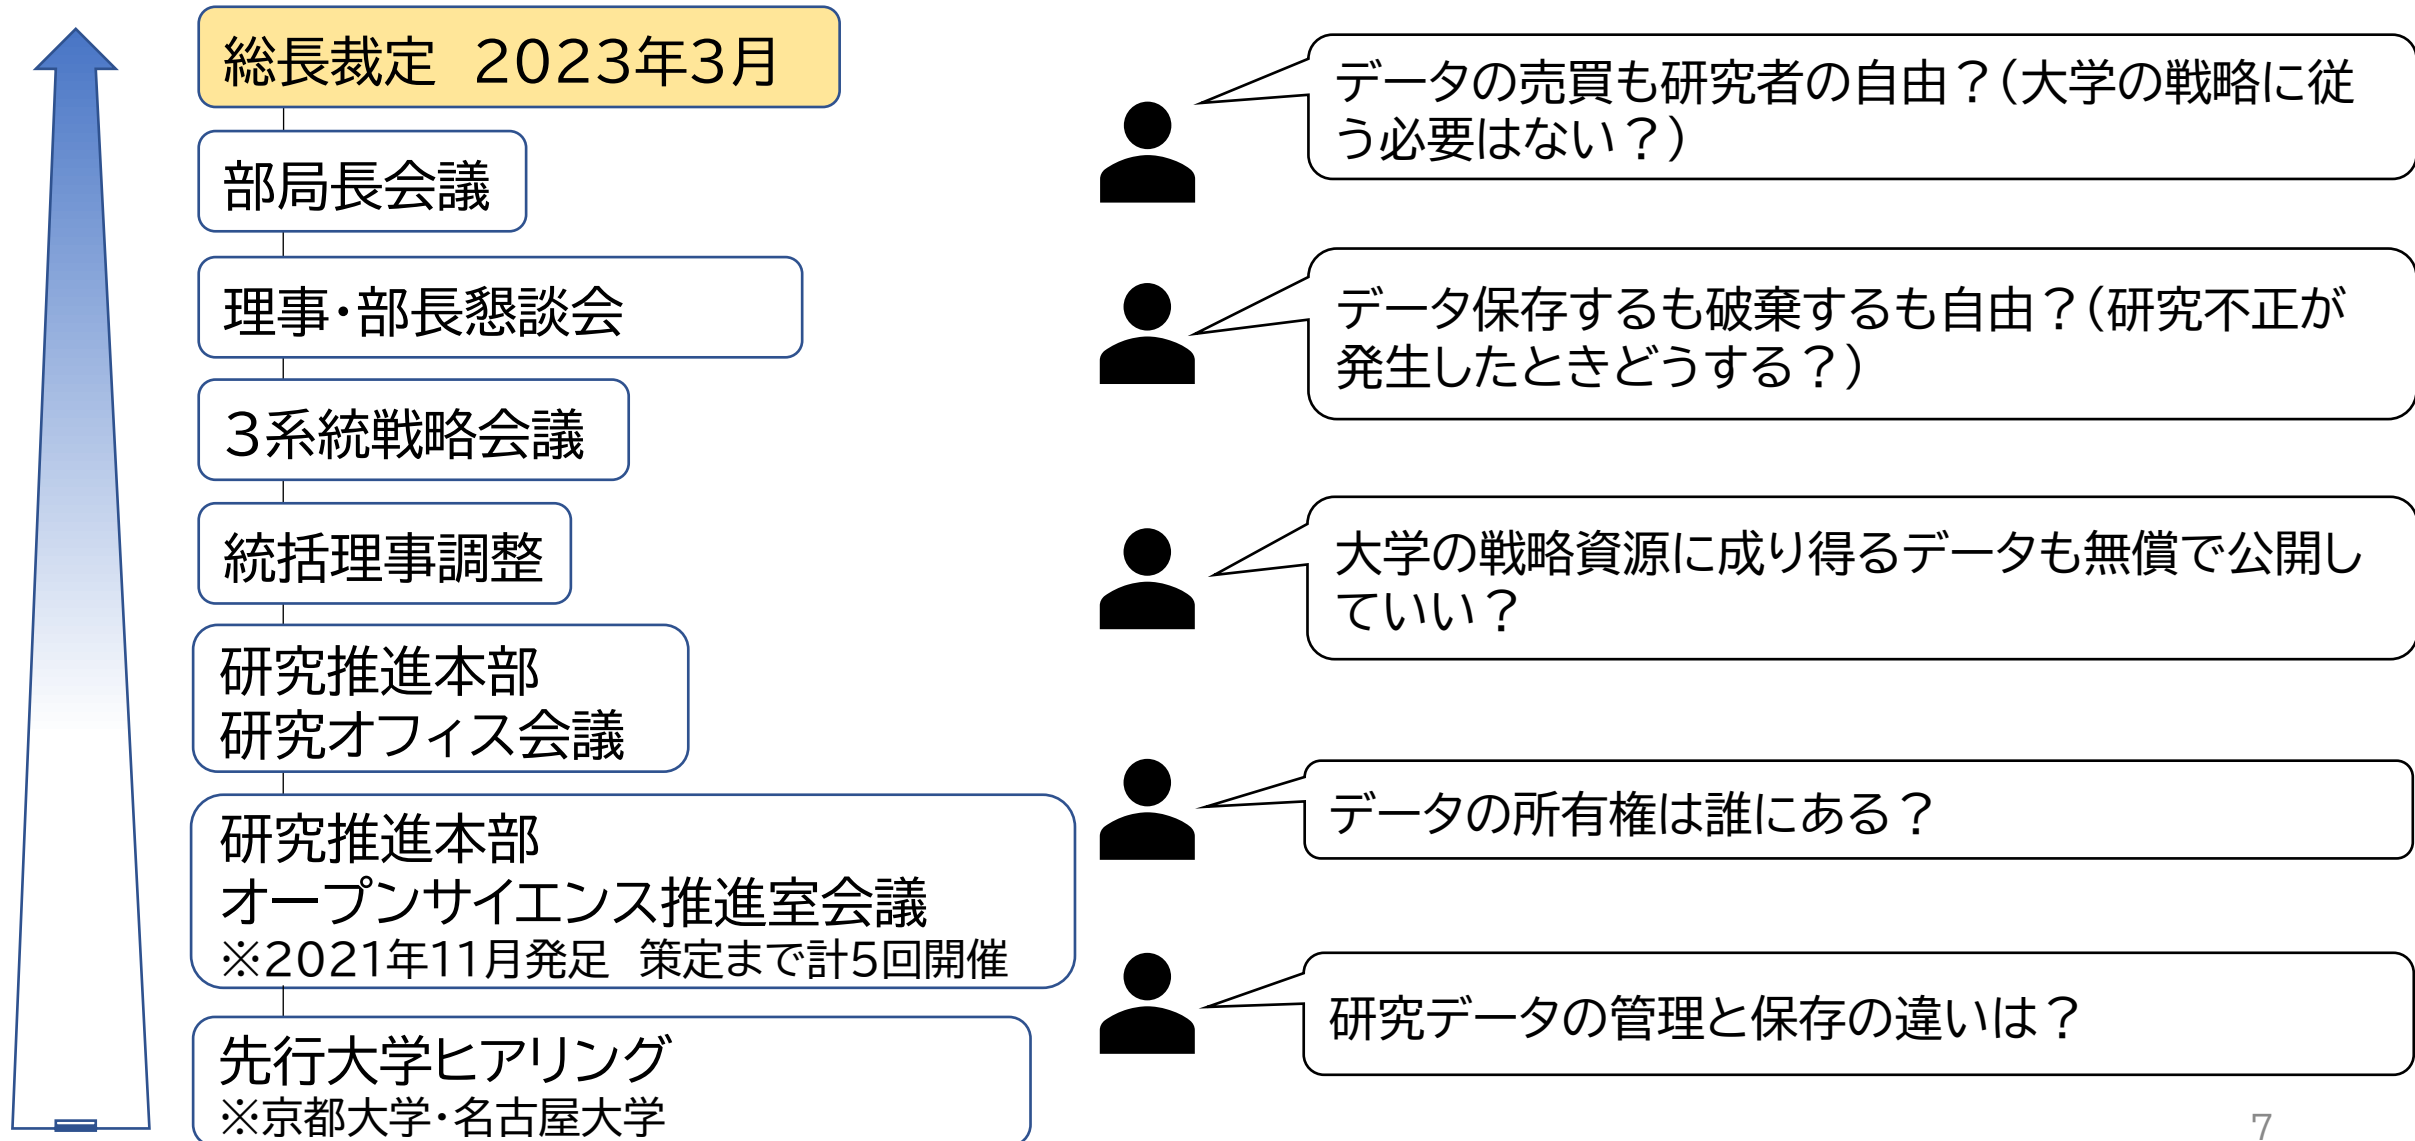 総長裁定　2023年3月
部局長会議
理事・部長懇談会
3系統戦略会議
統括理事調整
研究推進本部
研究オフィス会議
研究推進本部
オープンサイエンス推進室会議
※2021年11月発足　策定まで計5回開催
先行大学ヒアリング
※京都大学・名古屋大学
データの売買も研究者の自由？（大学の戦略に従
う必要はない？）
データ保存するも破棄するも自由？（研究不正が
発生したときどうする？）
大学の戦略資源に成り得るデータも無償で公開し
ていい？
データの所有権は誰にある？
研究データの管理と保存の違いは？
7